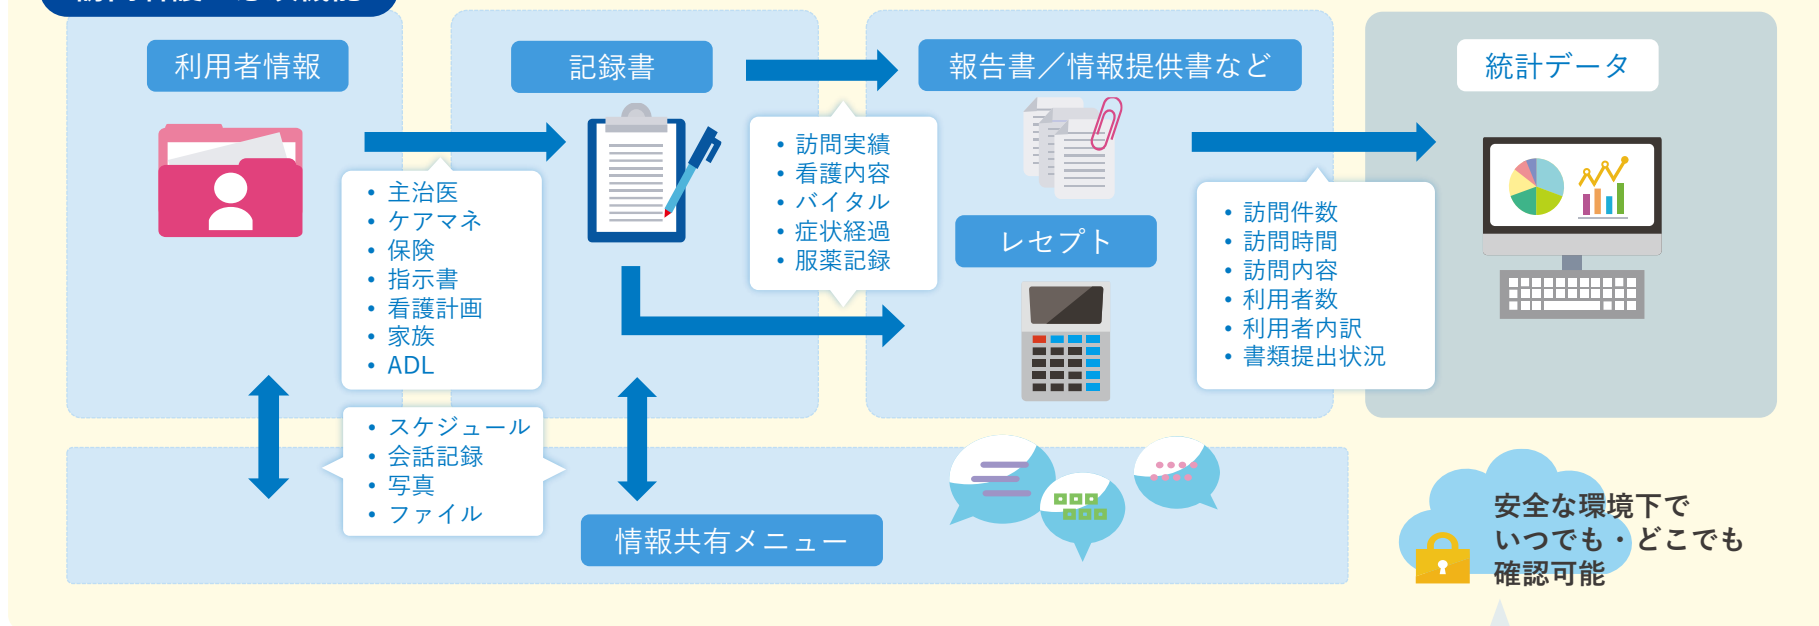 利用者情報
記録書
報告書／情報提供書など
統計データ
• 主治医
• ケアマネ
• 保険
• 指示書
• 看護計画
• 家族
• ADL
• 訪問実績
• 看護内容
• バイタル
• 症状経過
• 服薬記録
レセプト
• 訪問件数
• 訪問時間
• 訪問内容
• 利用者数
• 利用者内訳
• 書類提出状況
• スケジュール
• 会話記録
• 写真
• ファイル
情報共有メニュー
安全な環境下で
いつでも・どこでも
確認可能